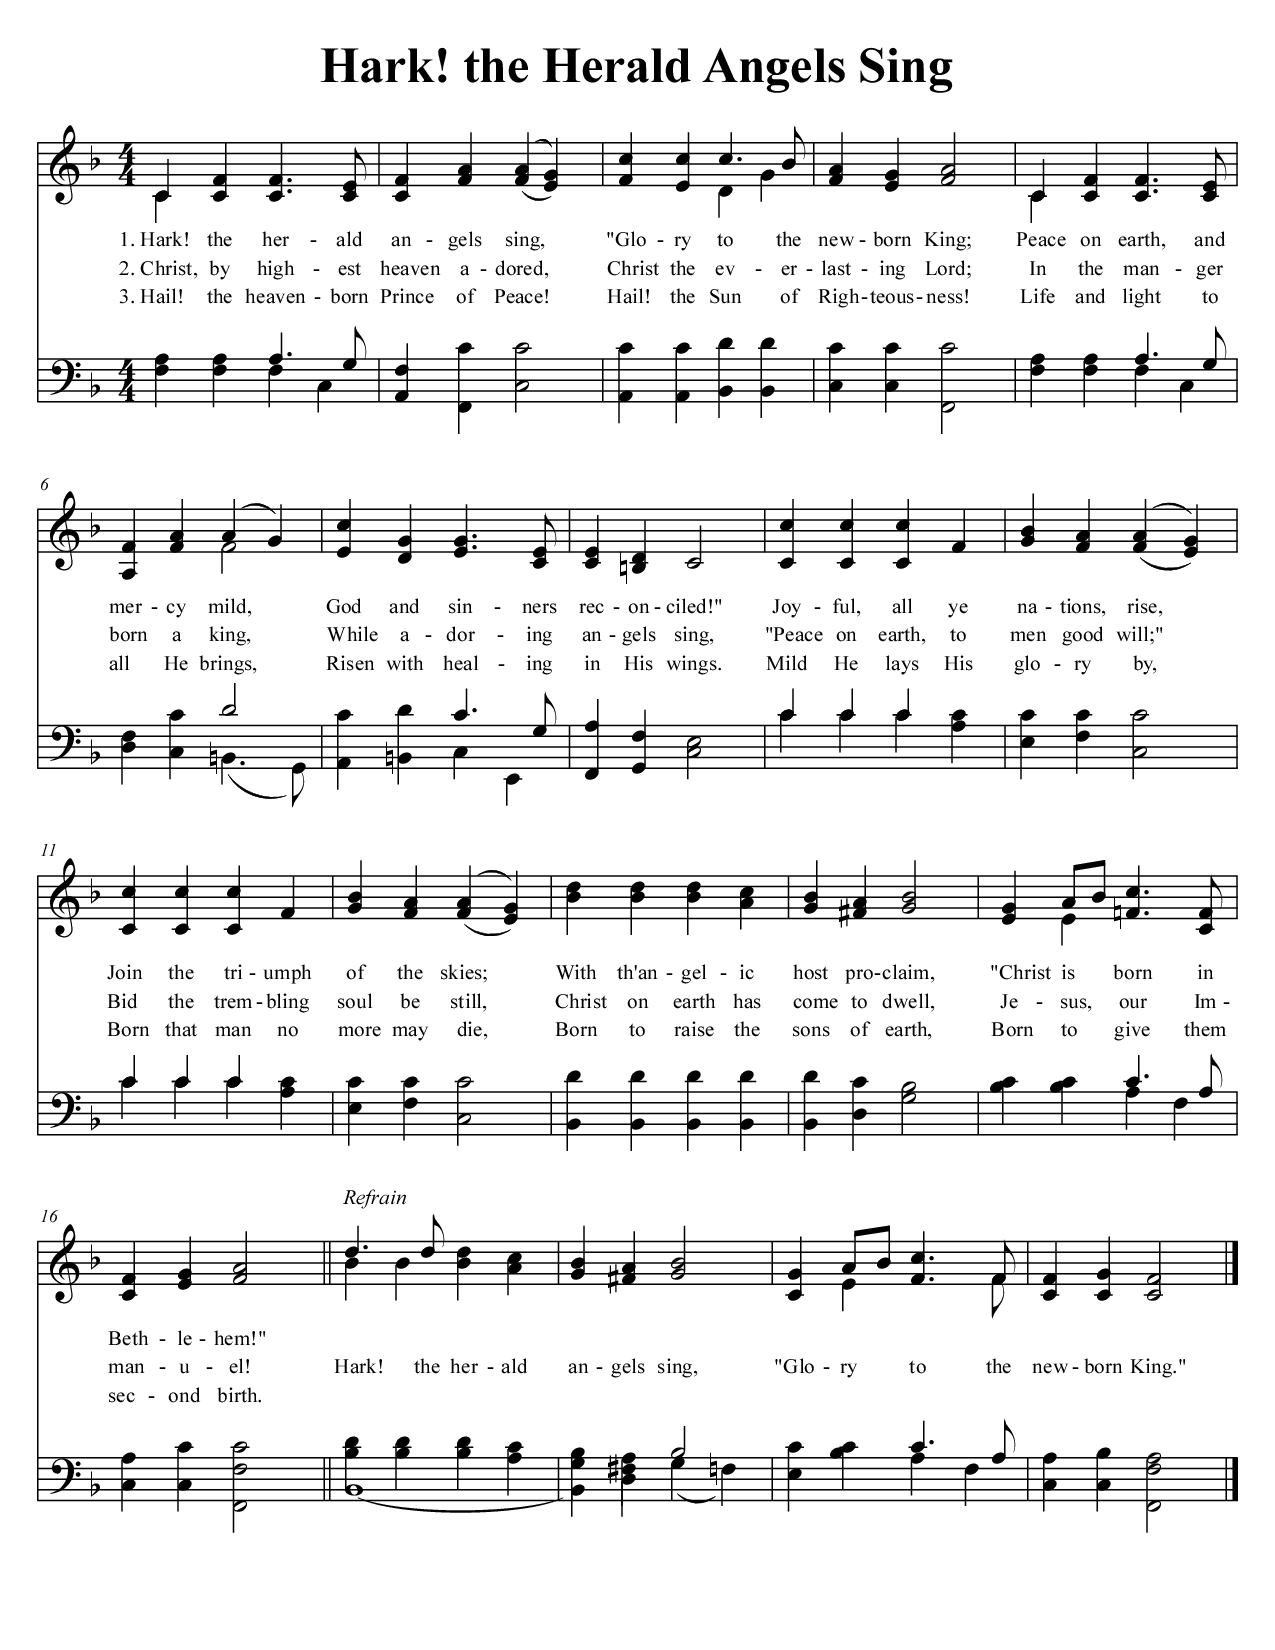 Hark! the Herald Angels Sing
4 4
1. Hark! the her - ald an - gels sing, "Glo - ry to the new - born King; Peace on earth, and
2. Christ, by high - est heaven a - dored, Christ the ev - er - last - ing Lord; In the man - ger
3. Hail! the heaven - born Prince of Peace! Hail! the Sun of Righ - teous - ness! Life and light to
4 4
6
mer - cy mild, God and sin - ners rec - on - ciled!" Joy - ful, all ye na - tions, rise,
born a king, While a - dor - ing an - gels sing, "Peace on earth, to men good will;"
all He brings, Risen with heal - ing in His wings. Mild He lays His glo - ry by,
11
Join the tri - umph of the skies; With th'an - gel - ic host pro - claim, "Christ is born in
Bid the trem - bling soul be still, Christ on earth has come to dwell, Je - sus, our Im -
Born that man no more may die, Born to raise the sons of earth, Born to give them
16
Refrain
Beth - le - hem!"
man - u - el! Hark! the her - ald an - gels sing, "Glo - ry to the new - born King."
sec - ond birth.